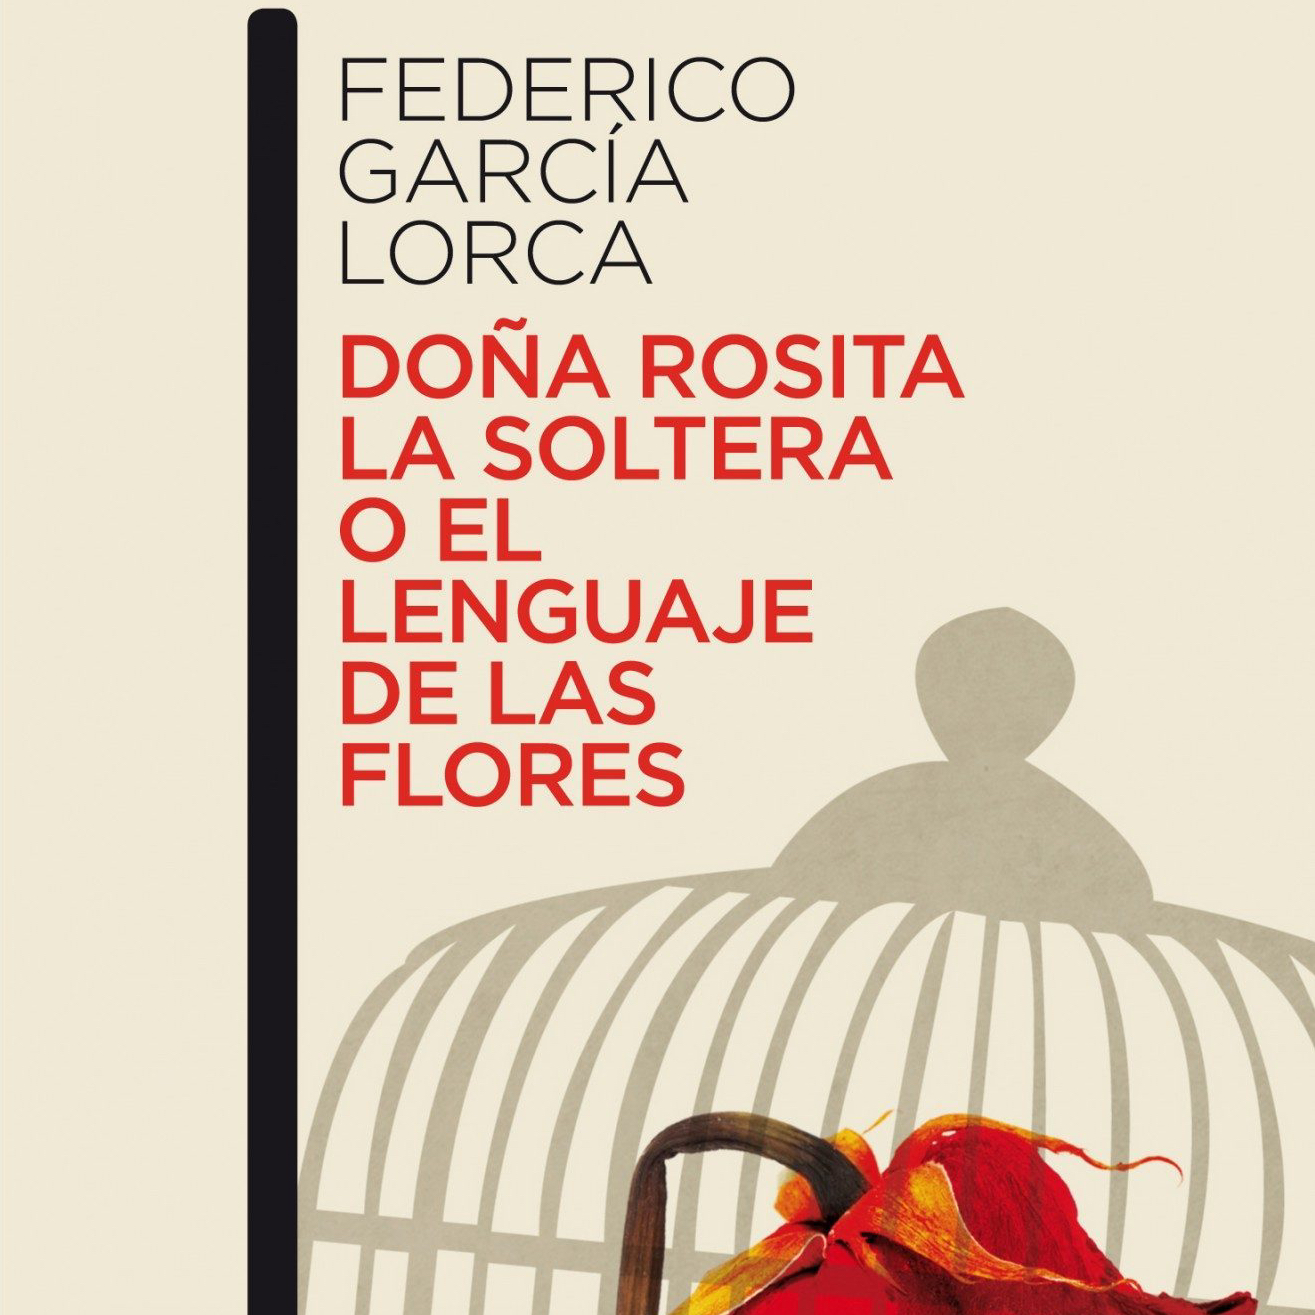 FEDERICO
GARCÍA
LORCA
DOÑA ROSITA
LA SOLTERA
O EL
LENGUAJE
DE LAS
FLORES